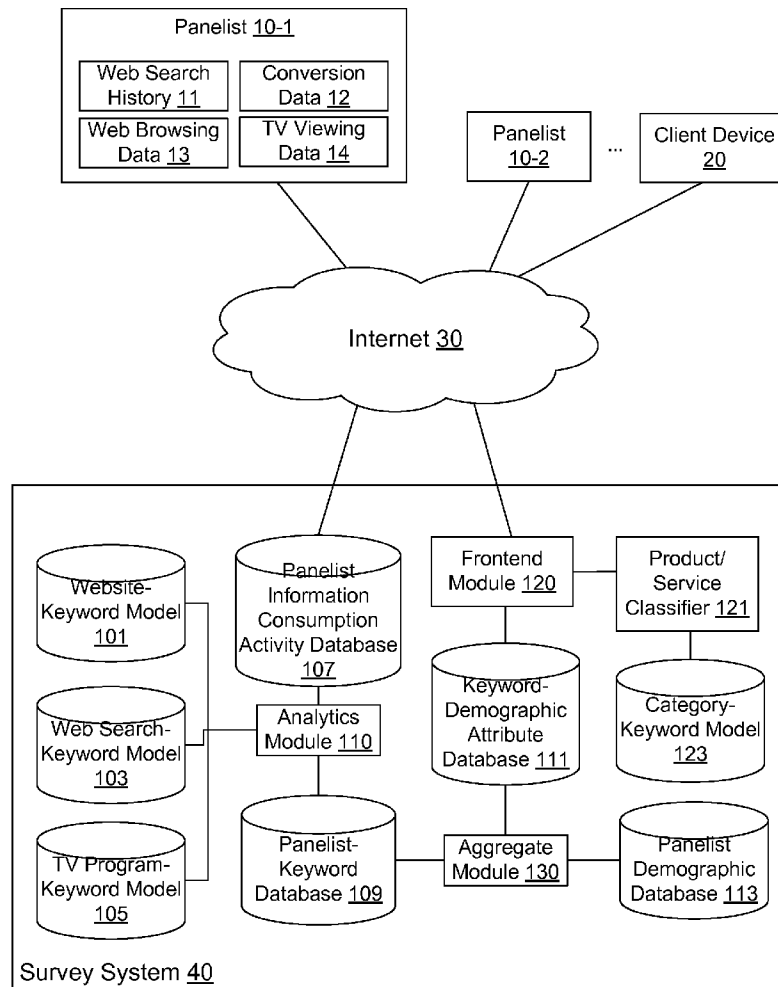 Panelist 10-1
Web Search
History 11
Conversion
Data 12
Web Browsing
Data 13
TV Viewing
Data 14
Panelist
10-2
...
Client Device
20
Internet 30
Website-
Keyword Model
101
Web Search-
Keyword Model
103
TV Program-
Keyword Model
105
Panelist-
Information
Consumption
Activity Database
107
Analytics
Module 110
Panelist-
Keyword
Database 109
Frontend
Module 120
Product/
Service
Classifier 121
Keyword-
Demographic
Attribute
Database 111
Category-
Keyword Model
123
Aggregate
Module 130
Panelist
Demographic
Database 113
Survey System 40